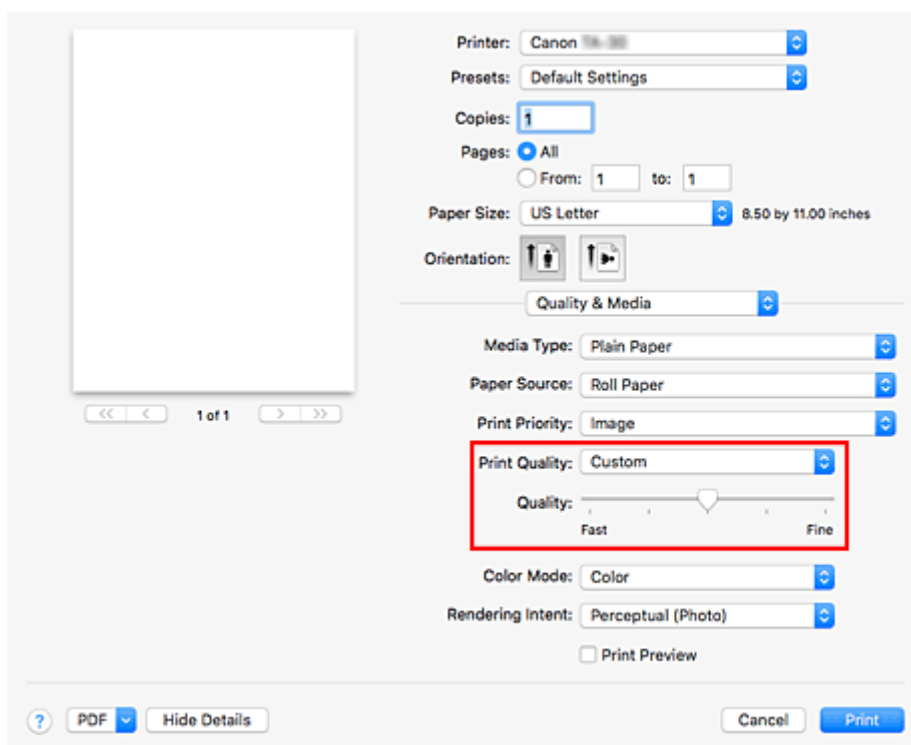 Printer: Canon
Presets: Default Settings
Copies: 1
Pages: All
From: 1 to: 1
Paper Size: US Letter 8.50 by 11.00 inches
Orientation:
Quality & Media
Media Type: Plain Paper
Paper Source: Roll Paper
<< < 1 of 1 > >>
Print Priority: Image
Print Quality: Custom
Quality:
Fast Fine
Color Mode: Color
Rendering Intent: Perceptual (Photo)
Print Preview
? PDF Hide Details Cancel Print